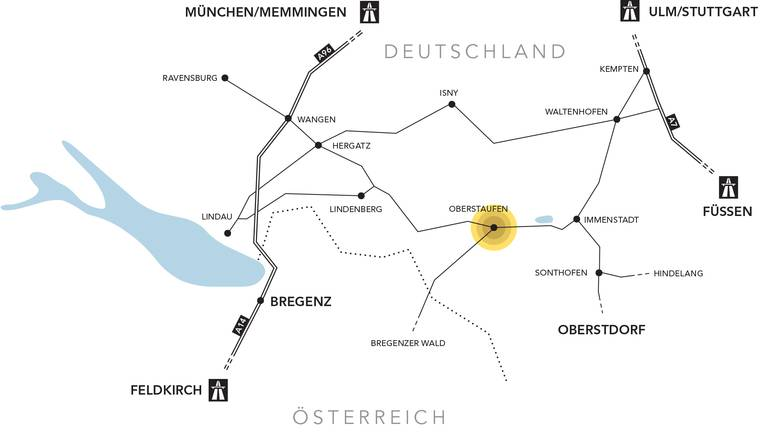 MÜNCHEN/MEMMINGEN
ULM/STUTTGART
DEUTSCHLAND
A96
KEMPTEN
RAVENSBURG
ISNY
WALTENHOFEN
WANGEN
A7
HERGATZ
LINDAU
LINDENBERG
OBERSTAUFEN
IMMENSTADT
FÜSSEN
SONTHOFEN
HINDELANG
BREGENZ
A14
OBERSTDORF
BREGENZER WALD
FELDKIRCH
ÖSTERREICH